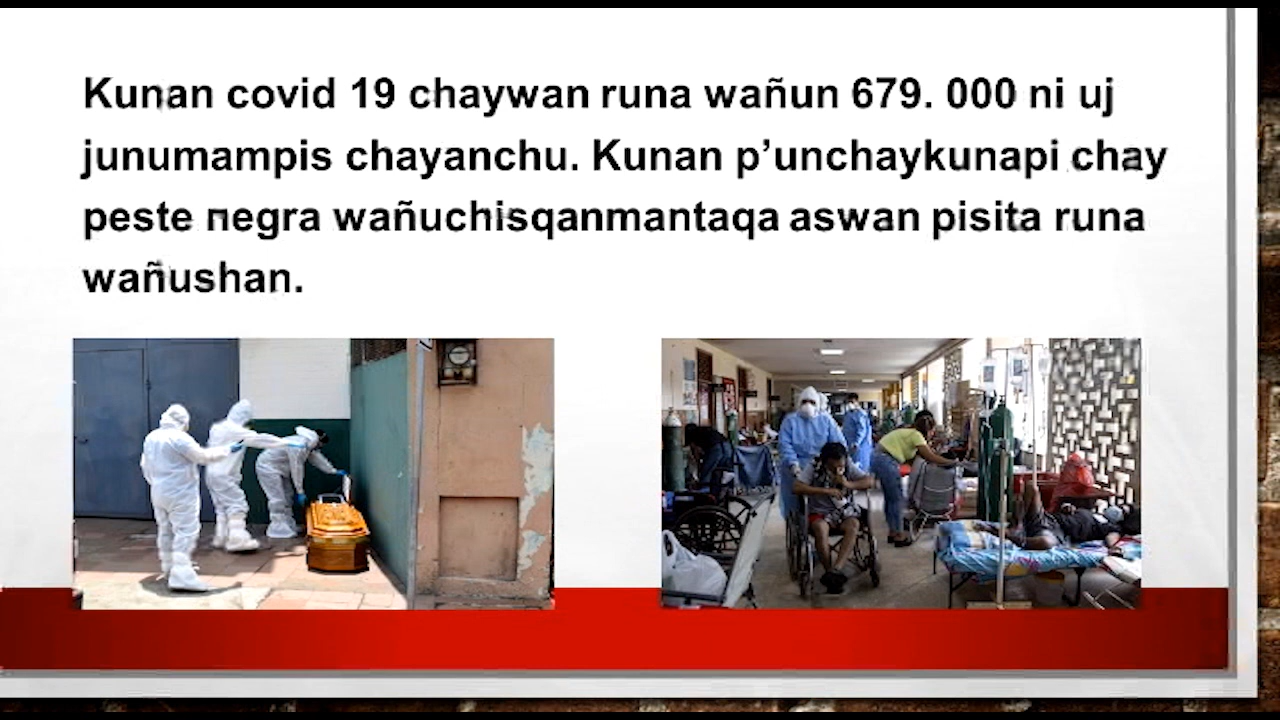 Kunan covid 19 chaywan runa wañun 679. 000 ni uj
junumampis chayanchu. Kunan p’unchaykunapi chay
peste negra wañuchisqanmantaqa aswan pisita runa
wañushan.